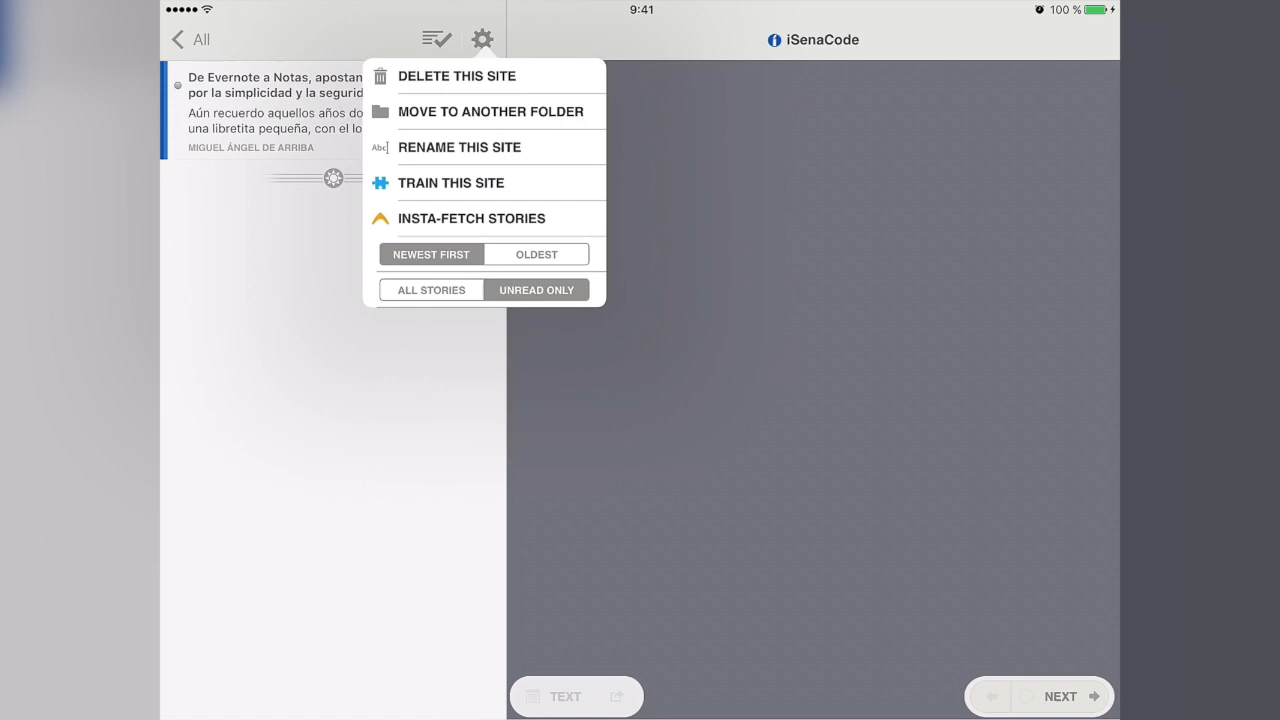 9:41
100 %
All
iSenaCode
De Evernote a Notas, apostan
por la simplicidad y la segurid
Aún recuerdo aquellos años do
una libretita pequeña, con el lo
MIGUEL ÁNGEL DE ARRIBA
DELETE THIS SITE
MOVE TO ANOTHER FOLDER
Abc
RENAME THIS SITE
TRAIN THIS SITE
INSTA-FETCH STORIES
NEWEST FIRST
OLDEST
ALL STORIES
UNREAD ONLY
TEXT
NEXT